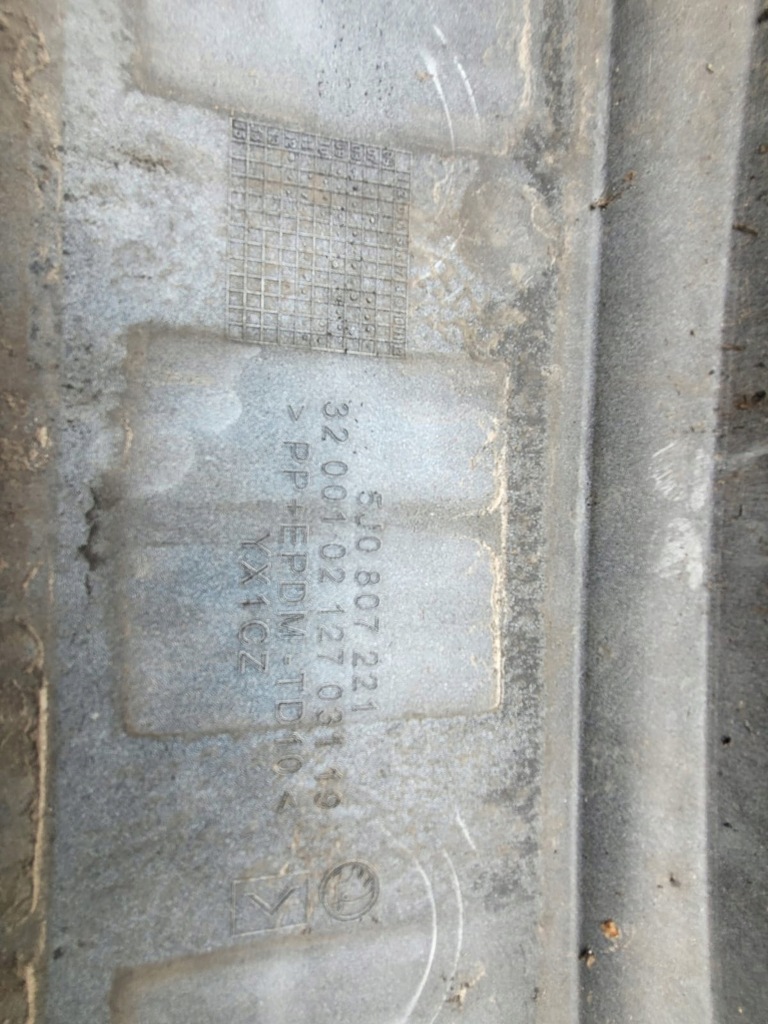 5J0 807 221
32 001 02 127 031 19
> PP+EPDM-TD10 <
YX1CZ